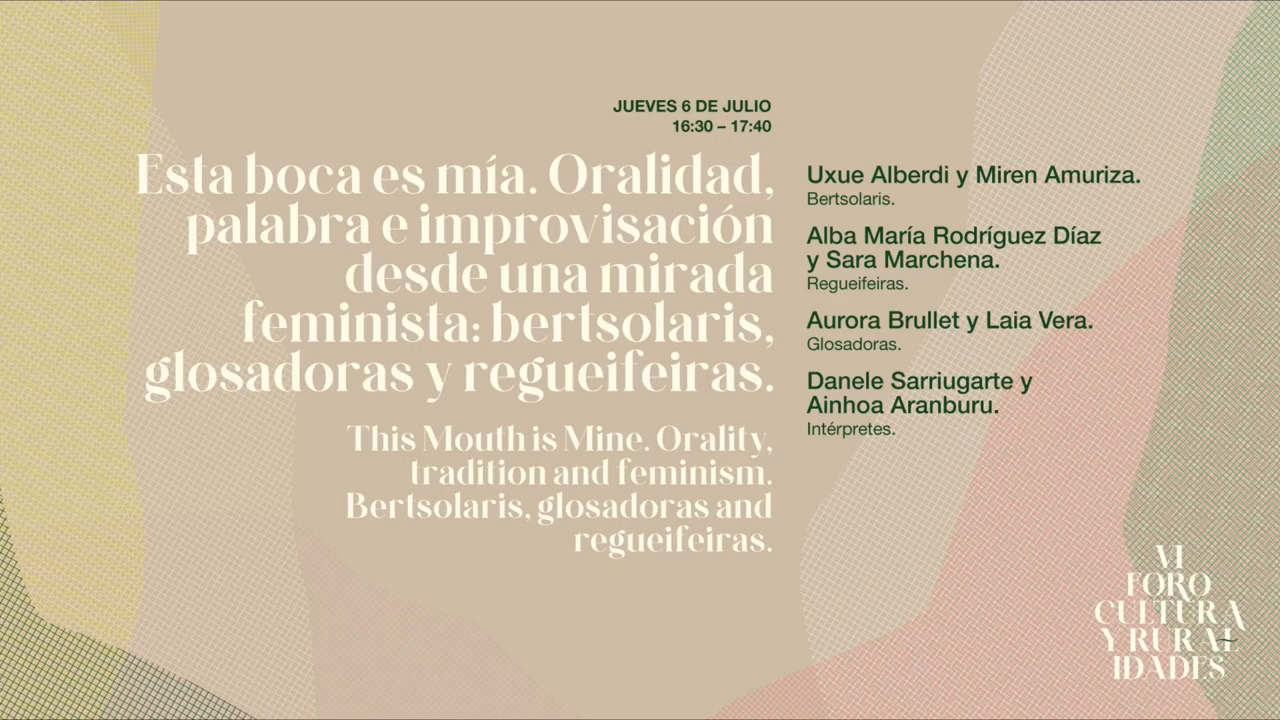 JUEVES 6 DE JULIO
16:30 – 17:40
Esta boca es mía. Oralidad,
palabra e improvisación
desde una mirada
feminista: bertsolaris,
glosadoras y regueifeiras.
This Mouth is Mine. Orality,
tradition and feminism.
Bertsolaris, glosadoras and
regueifeiras.
Uxue Alberdi y Miren Amuriza.
Bertsolaris.
Alba María Rodríguez Díaz
y Sara Marchena.
Regueifeiras.
Aurora Brullet y Laia Vera.
Glosadoras.
Danele Sarriugarte y
Ainhoa Aranburu.
Intérpretes.
VI
FORO
CULTURA
Y RURAL
IDADES